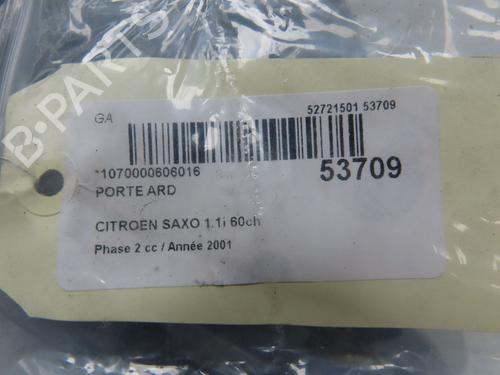 B-PARTS
GA
52721501 53709
*1070000606016
53709
PORTE ARD
CITROEN SAXO 1.1i 60ch
Phase 2 cc / Année 2001